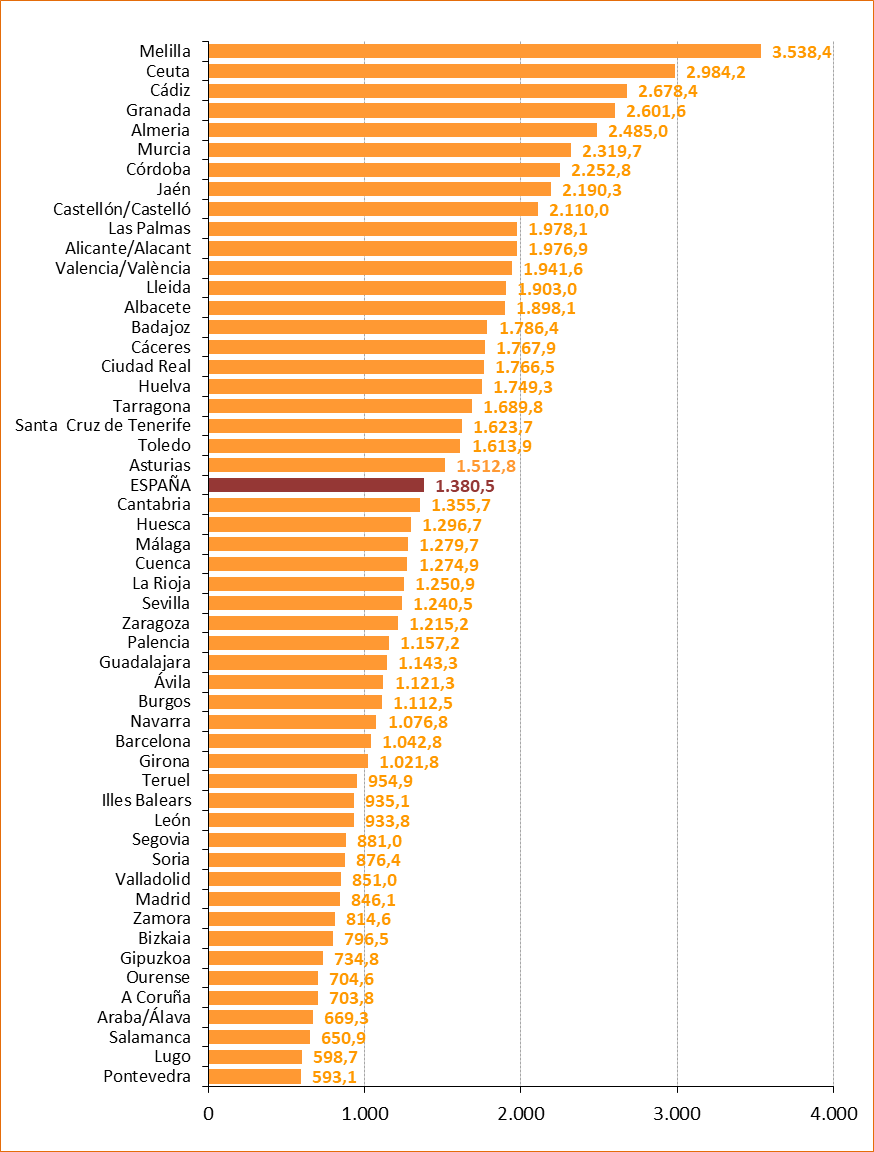 Melilla 3.538,4
Ceuta 2.984,2
Cádiz 2.678,4
Granada 2.601,6
Almeria 2.485,0
Murcia 2.319,7
Córdoba 2.252,8
Jaén 2.190,3
Castellón/Castelló 2.110,0
Las Palmas 1.978,1
Alicante/Alacant 1.976,9
Valencia/València 1.941,6
Lleida 1.903,0
Albacete 1.898,1
Badajoz 1.786,4
Cáceres 1.767,9
Ciudad Real 1.766,5
Huelva 1.749,3
Tarragona 1.689,8
Santa Cruz de Tenerife 1.623,7
Toledo 1.613,9
Asturias 1.512,8
ESPAÑA 1.380,5
Cantabria 1.355,7
Huesca 1.296,7
Málaga 1.279,7
Cuenca 1.274,9
La Rioja 1.250,9
Sevilla 1.240,5
Zaragoza 1.215,2
Palencia 1.157,2
Guadalajara 1.143,3
Ávila 1.121,3
Burgos 1.112,5
Navarra 1.076,8
Barcelona 1.042,8
Girona 1.021,8
Teruel 954,9
Illes Balears 935,1
León 933,8
Segovia 881,0
Soria 876,4
Valladolid 851,0
Madrid 846,1
Zamora 814,6
Bizkaia 796,5
Gipuzkoa 734,8
Ourense 704,6
A Coruña 703,8
Araba/Álava 669,3
Salamanca 650,9
Lugo 598,7
Pontevedra 593,1
0 1.000 2.000 3.000 4.000